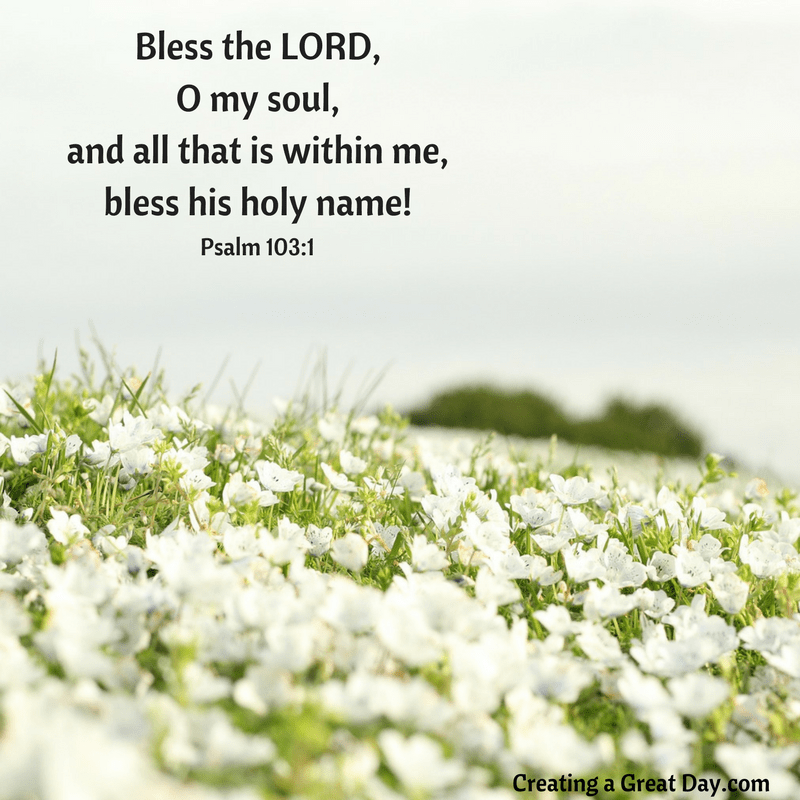 Bless the LORD,
O my soul,
and all that is within me,
bless his holy name!
Psalm 103:1
Creating a Great Day.com